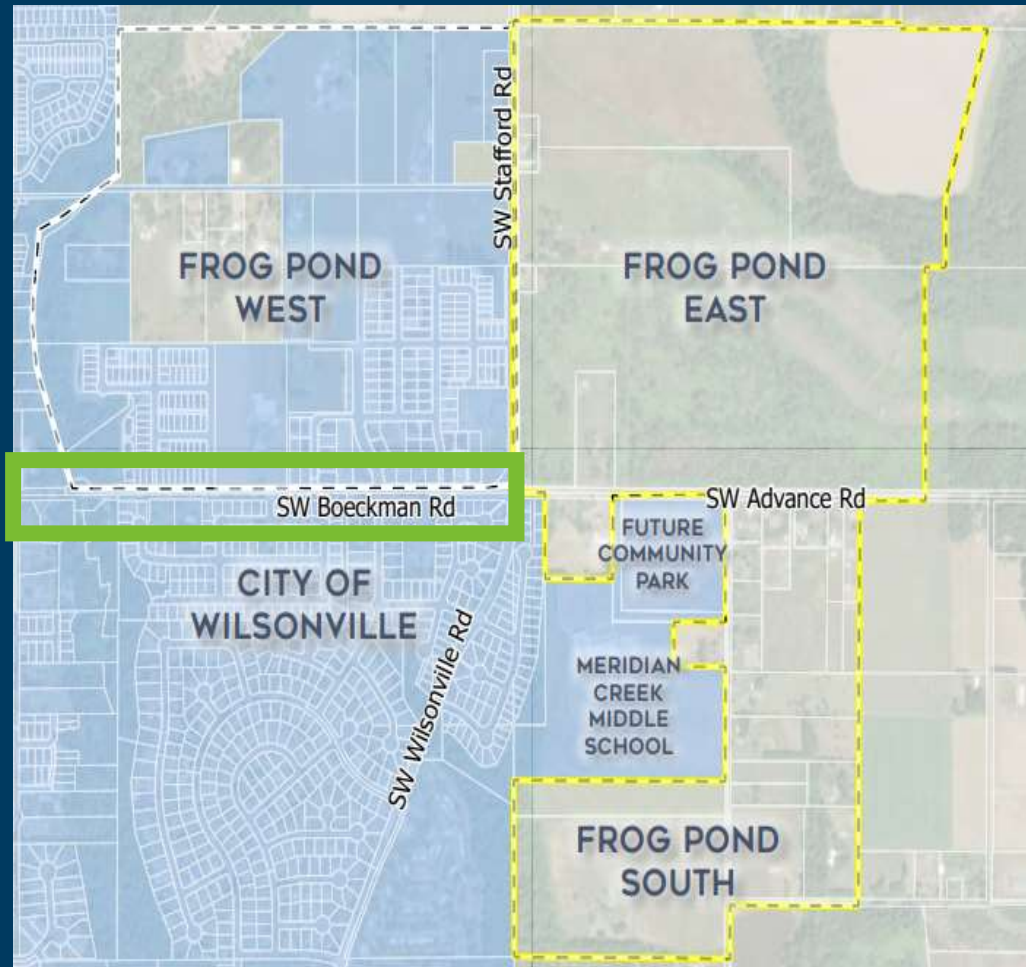 SW Stafford Rd
FROG POND
WEST
FROG POND
EAST
SW Boeckman Rd
SW Advance Rd
FUTURE
COMMUNITY
PARK
CITY OF
WILSONVILLE
SW Wilsonville Rd
MERIDIAN
CREEK
MIDDLE
SCHOOL
FROG POND
SOUTH